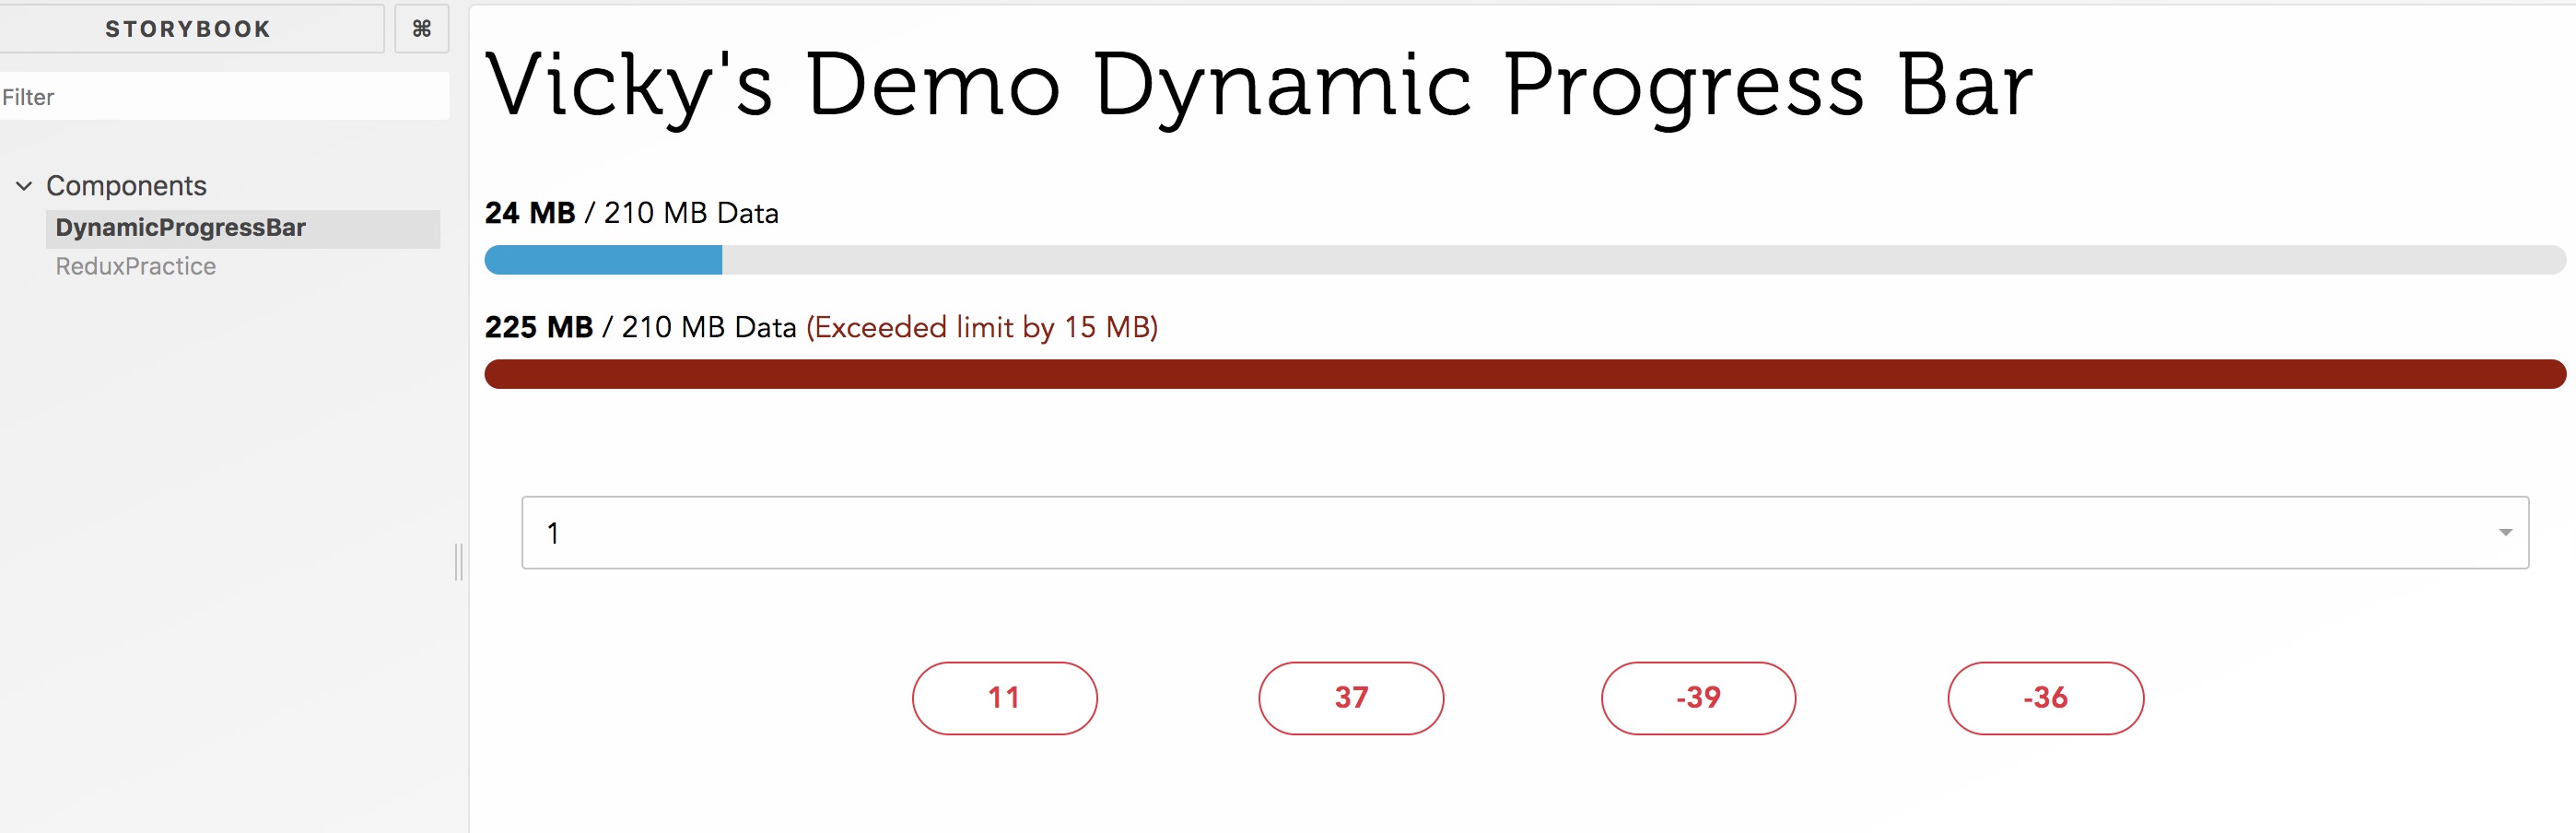 STORYBOOK ⌘
Filter
Components
DynamicProgressBar
ReduxPractice
Vicky's Demo Dynamic Progress Bar
24 MB / 210 MB Data
225 MB / 210 MB Data (Exceeded limit by 15 MB)
1
11 37 -39 -36